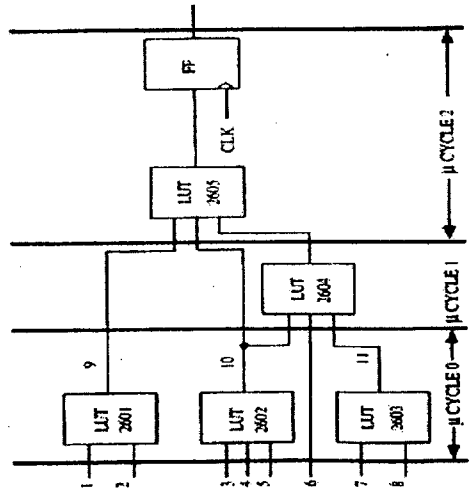 FF
CLK
LUT
2605
LUT
2604
9
10
11
LUT
2601
LUT
2602
LUT
2603
1
2
3
4
5
6
7
8
µ CYCLE 0
µ CYCLE 1
µ CYCLE 2